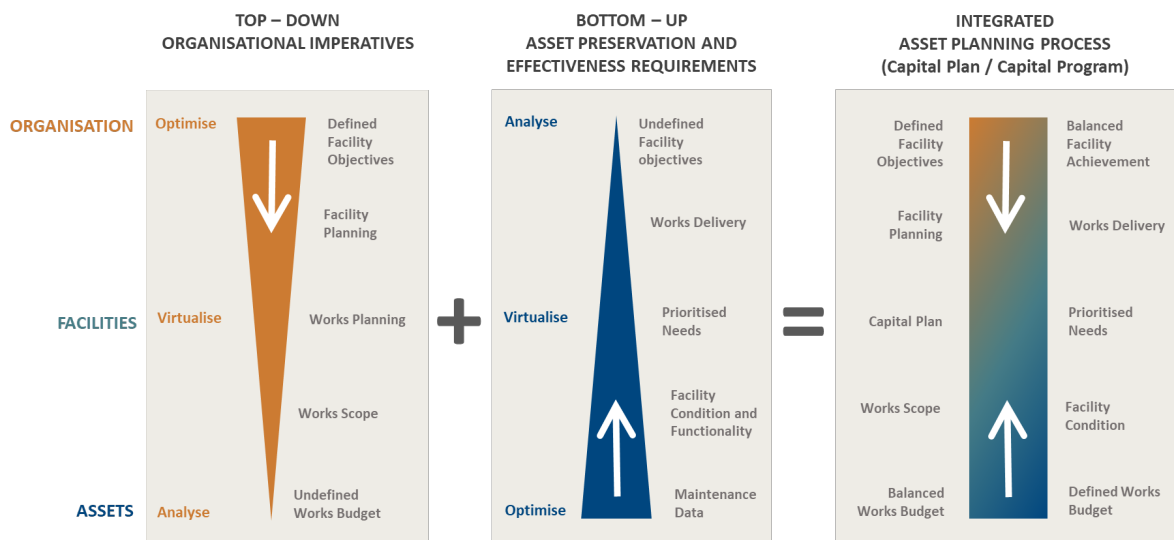 TOP – DOWN
ORGANISATIONAL IMPERATIVES
BOTTOM – UP
ASSET PRESERVATION AND
EFFECTIVENESS REQUIREMENTS
INTEGRATED
ASSET PLANNING PROCESS
(Capital Plan / Capital Program)
ORGANISATION
FACILITIES
ASSETS
Optimise
Defined
Facility
Objectives
Facility
Planning
Virtualise
Works Planning
Works Scope
Analyse
Undefined
Works Budget
+
Analyse
Undefined
Facility
objectives
Works Delivery
Virtualise
Prioritised
Needs
Facility
Condition and
Functionality
Optimise
Maintenance
Data
=
Defined
Facility
Objectives
Balanced
Facility
Achievement
Facility
Planning
Works Delivery
Capital Plan
Prioritised
Needs
Works Scope
Facility
Condition
Balanced
Works Budget
Defined Works
Budget